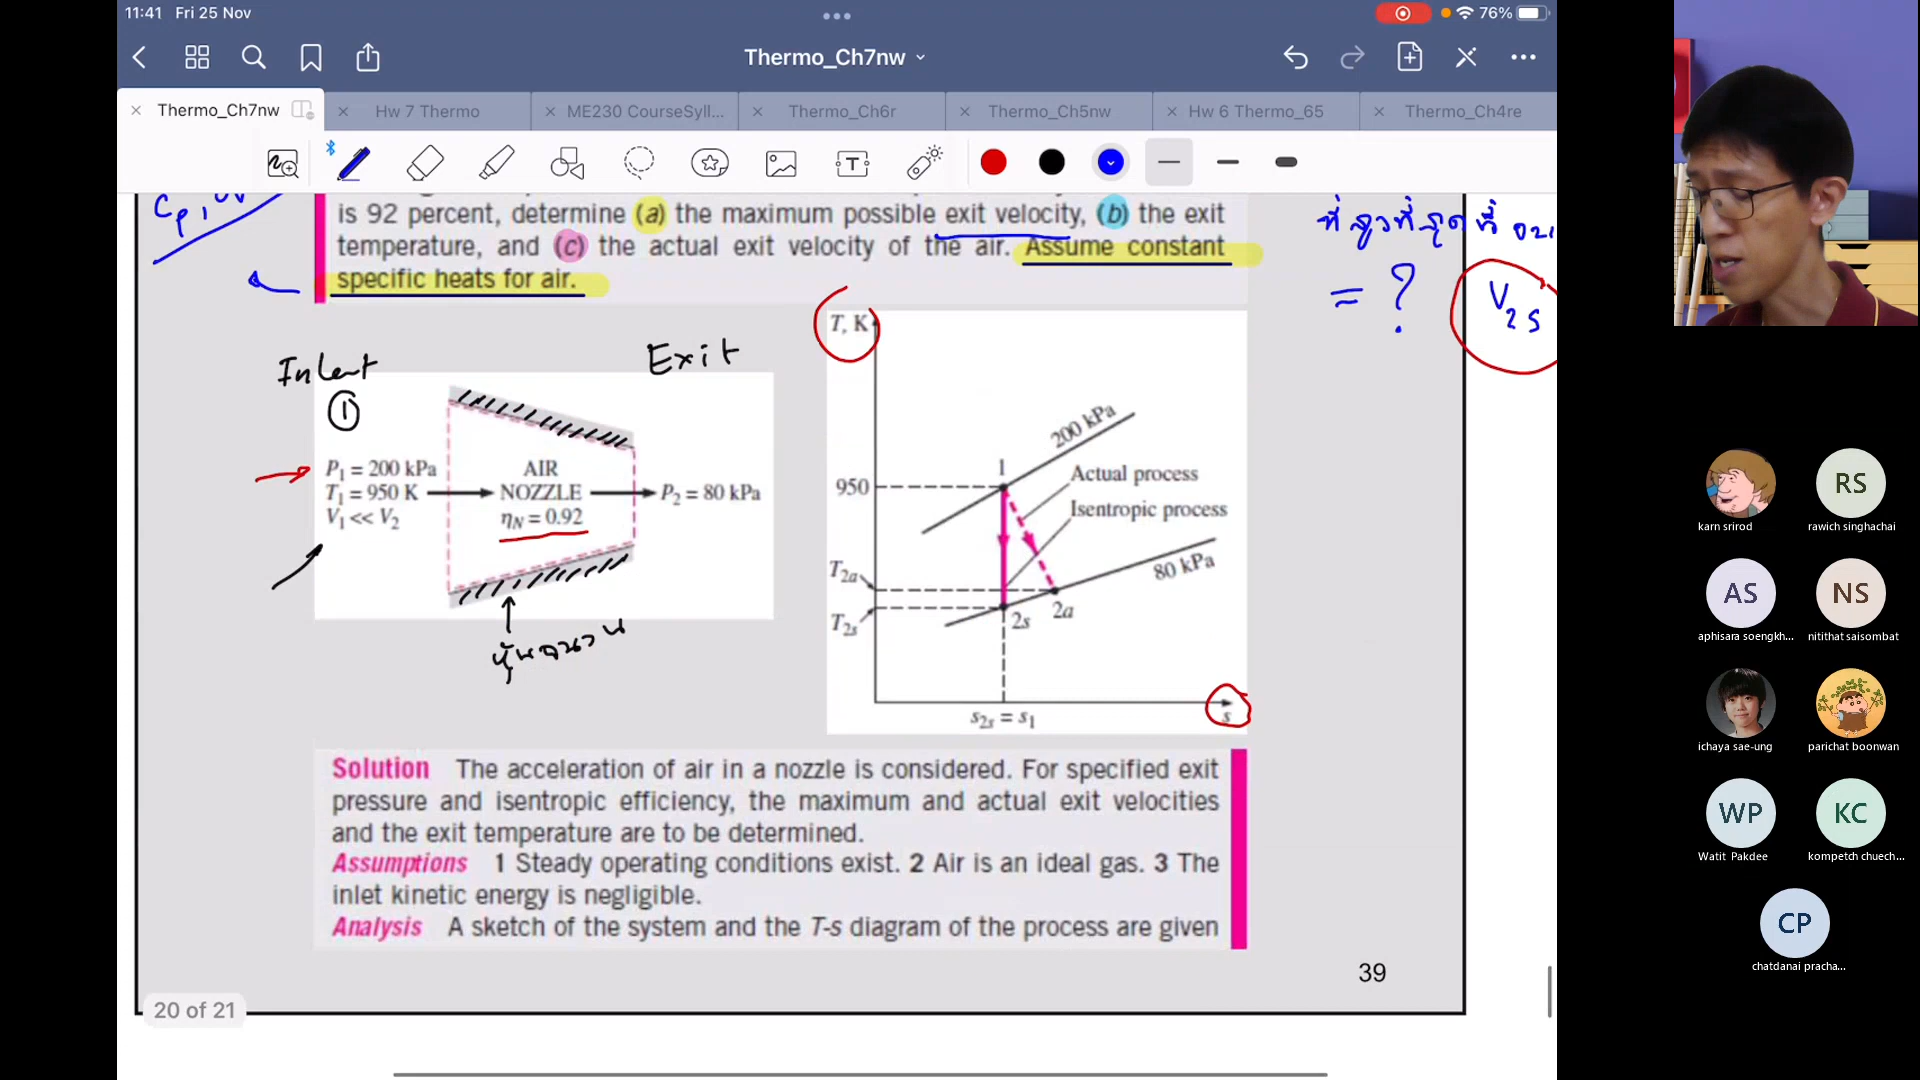 11:41 Fri 25 Nov
76%
Thermo_Ch7nw
Thermo_Ch7nw
Hw 7 Thermo
ME230 CourseSyll...
Thermo_Ch6r
Thermo_Ch5nw
Hw 6 Thermo_65
Thermo_Ch4re
is 92 percent, determine (a) the maximum possible exit velocity, (b) the exit
temperature, and (c) the actual exit velocity of the air. Assume constant
specific heats for air.
= ?
V2s
T, K
Exit
①
P1 = 200 kPa
T1 = 950 K
V1 << V2
AIR
NOZZLE
ηN = 0.92
P2 = 80 kPa
200 kPa
1
950
Actual process
Isentropic process
80 kPa
T2a
T2s
2s
2a
s2s = s1
s
Solution The acceleration of air in a nozzle is considered. For specified exit
pressure and isentropic efficiency, the maximum and actual exit velocities
and the exit temperature are to be determined.
Assumptions 1 Steady operating conditions exist. 2 Air is an ideal gas. 3 The
inlet kinetic energy is negligible.
Analysis A sketch of the system and the T-s diagram of the process are given
39
20 of 21
karn srirod
RS
rawich singhachai
AS
aphisara soengkh...
NS
nitithat saisombat
ichaya sae-ung
parichat boonwan
WP
Watit Pakdee
KC
kompetch chuech...
CP
chatdanai pracha...